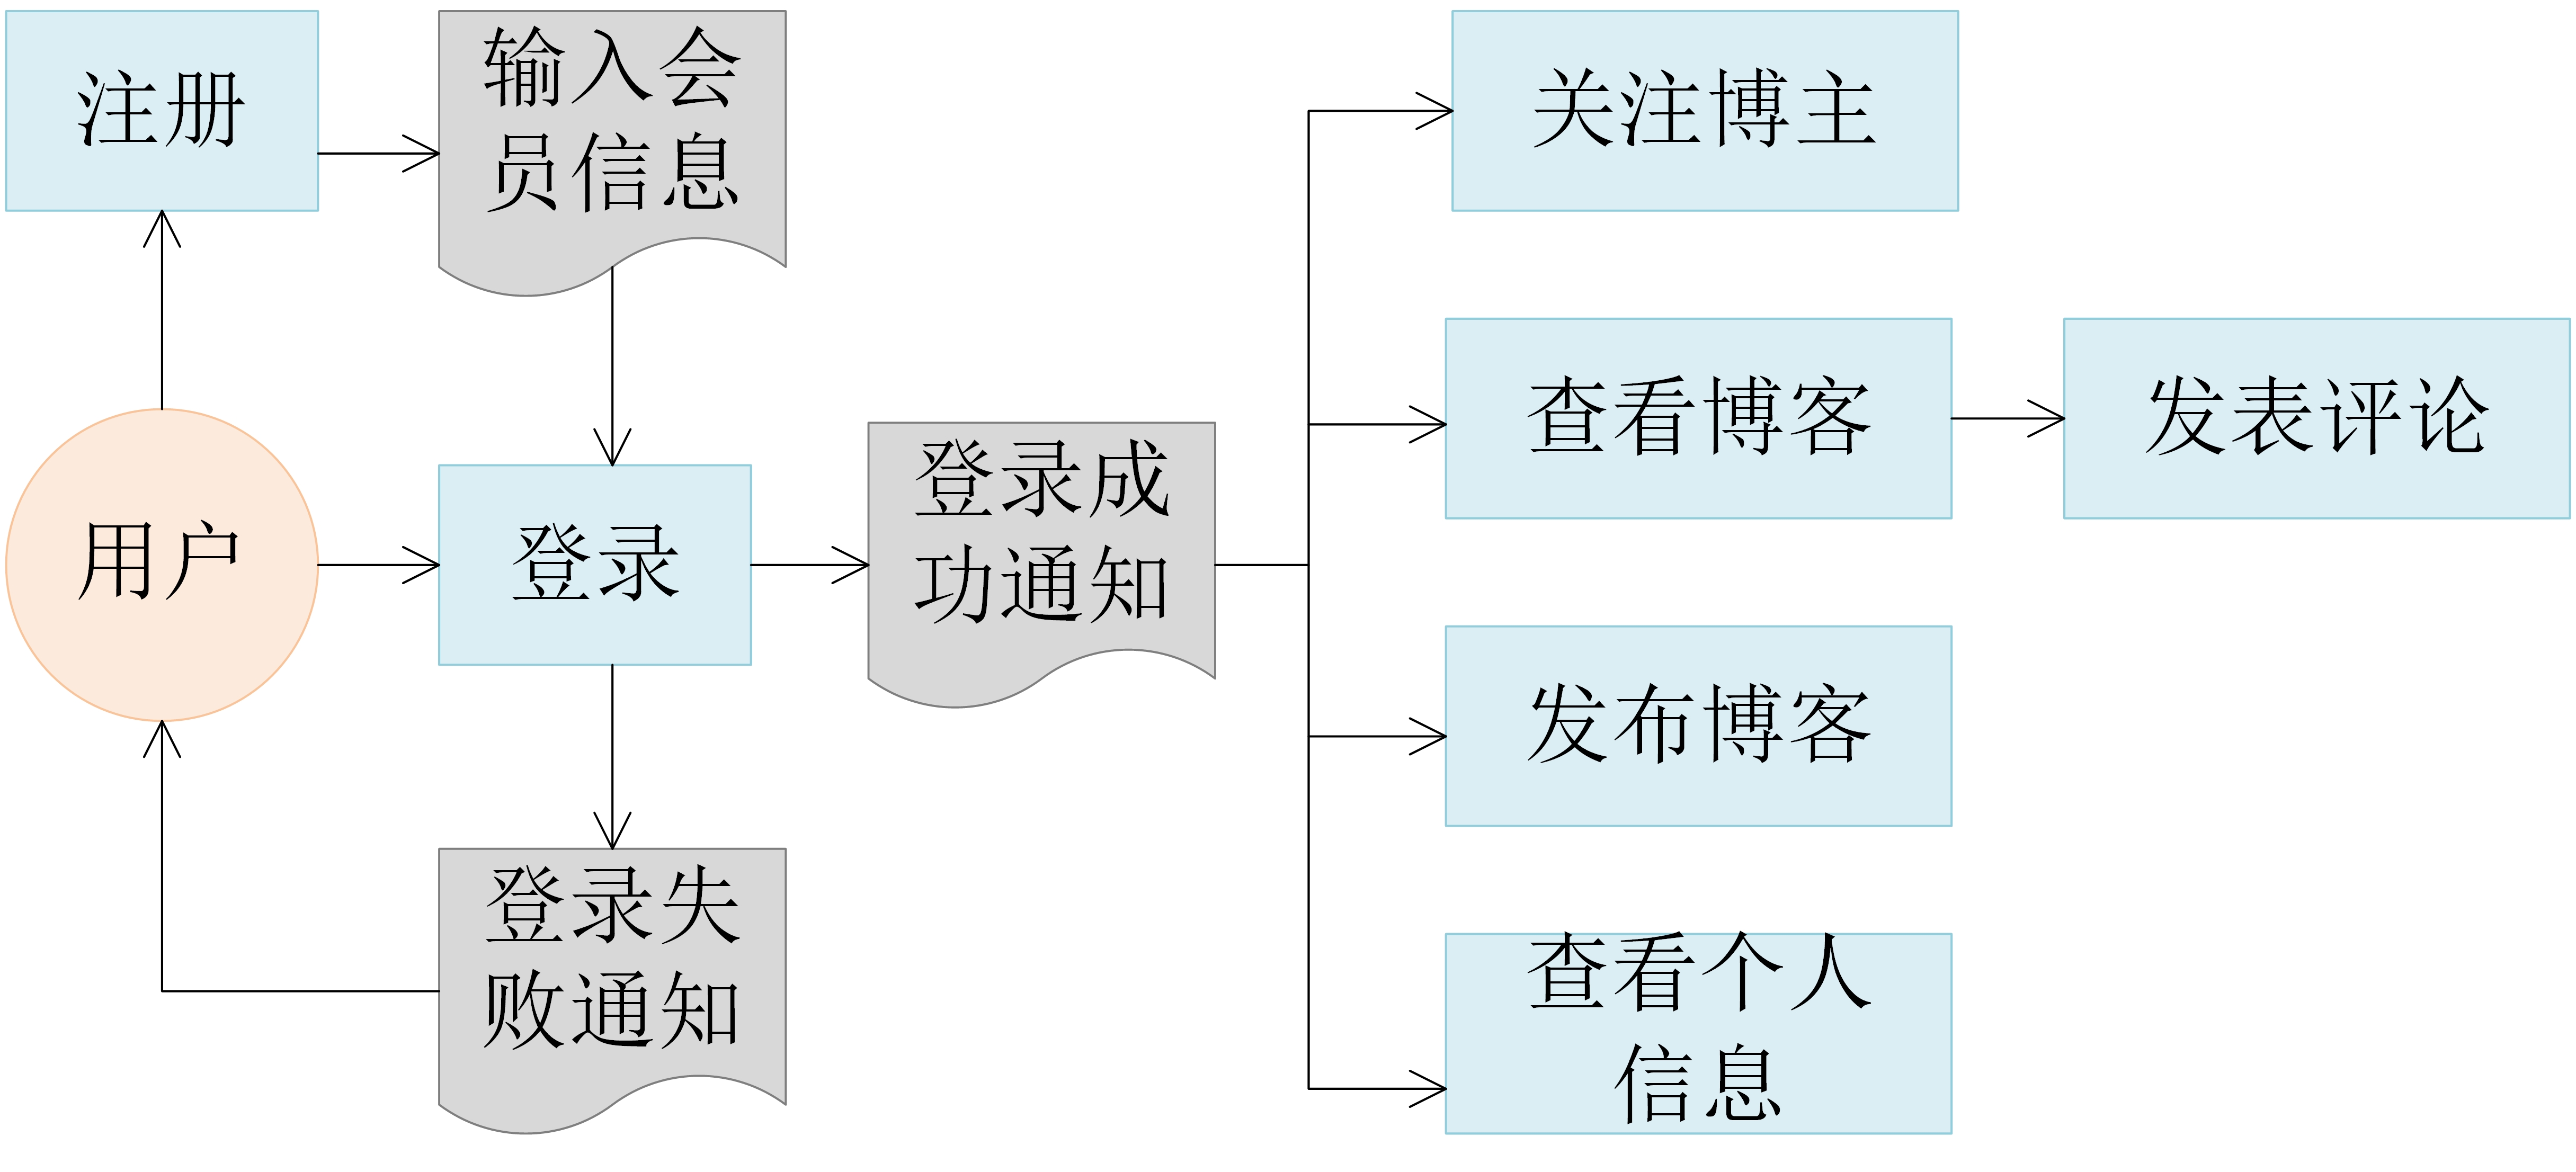 注册
输入会
员信息
关注博主
查看博客
发表评论
用户
登录
登录成
功通知
发布博客
登录失
败通知
查看个人
信息